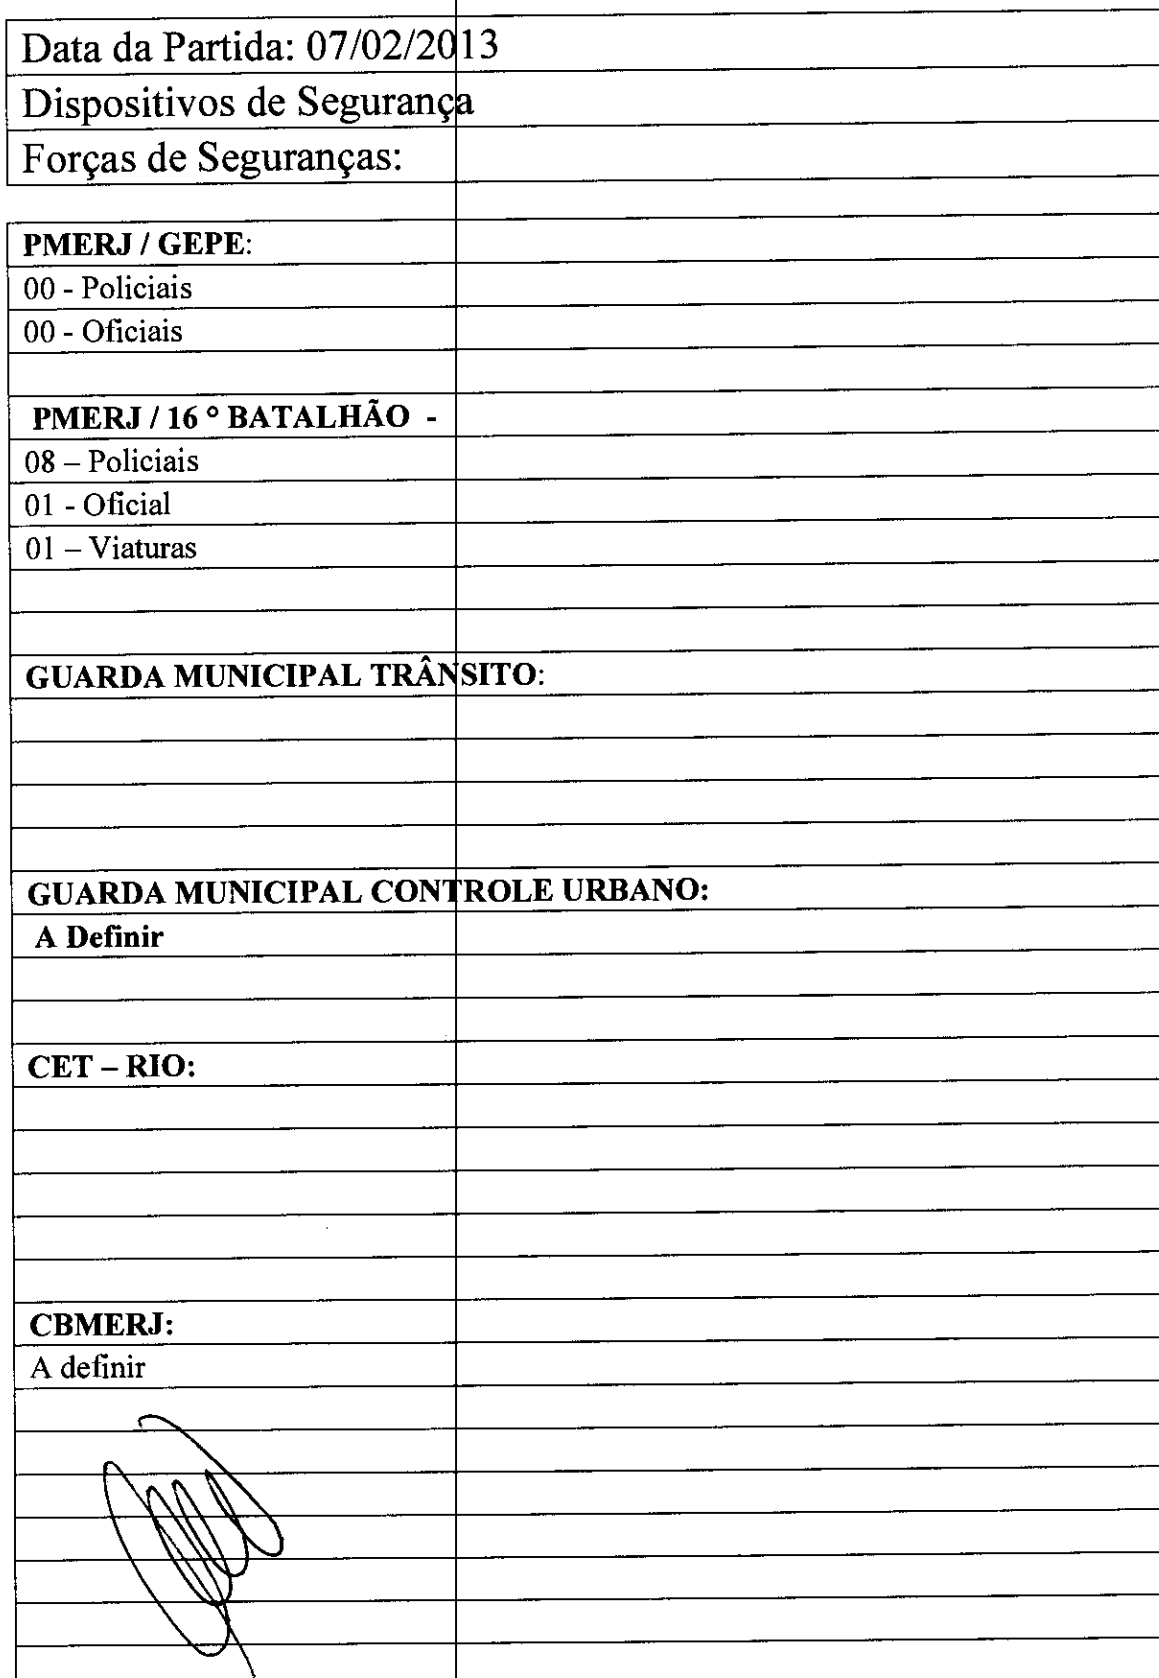 Data da Partida: 07/02/2013
Dispositivos de Segurança
Forças de Seguranças:
PMERJ / GEPE:
00 - Policiais
00 - Oficiais
PMERJ / 16 º BATALHÃO -
08 – Policiais
01 - Oficial
01 – Viaturas
GUARDA MUNICIPAL TRÂNSITO:
GUARDA MUNICIPAL CONTROLE URBANO:
A Definir
CET – RIO:
CBMERJ:
A definir